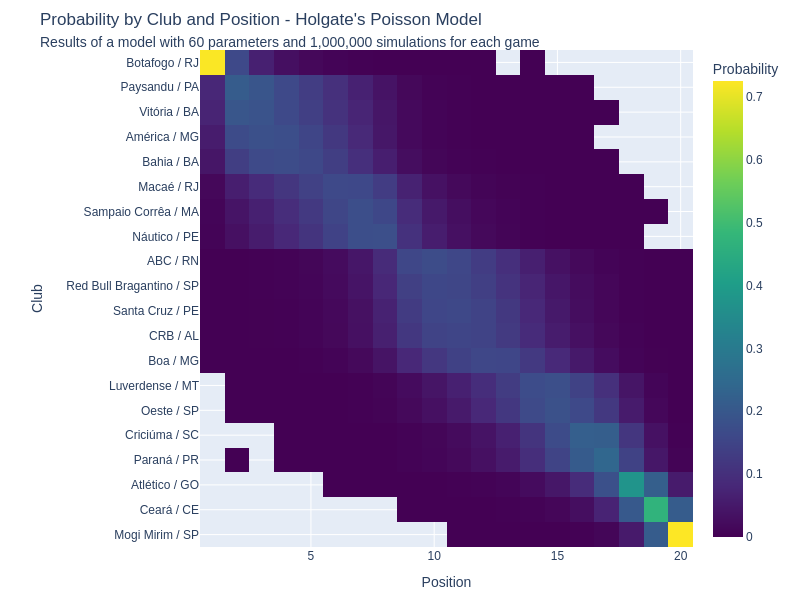 Probability by Club and Position - Holgate's Poisson Model
Results of a model with 60 parameters and 1,000,000 simulations for each game
Probability
Botafogo / RJ
Paysandu / PA
Vitória / BA
América / MG
Bahia / BA
Macaé / RJ
Sampaio Corrêa / MA
Náutico / PE
ABC / RN
Red Bull Bragantino / SP
Santa Cruz / PE
CRB / AL
Boa / MG
Luverdense / MT
Oeste / SP
Criciúma / SC
Paraná / PR
Atlético / GO
Ceará / CE
Mogi Mirim / SP
Club
5
10
15
20
Position
0.7
0.6
0.5
0.4
0.3
0.2
0.1
0